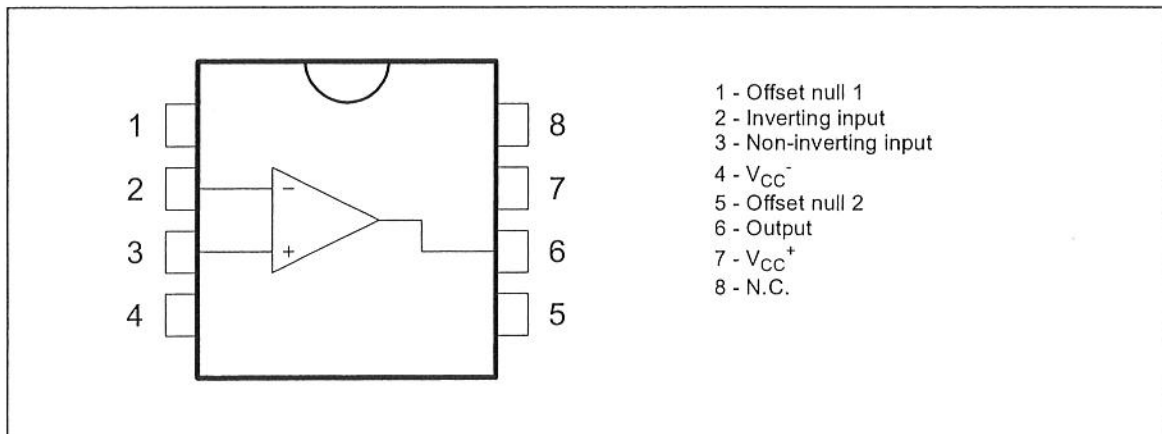 1
2
3
4
8
7
6
5
−
+
1 - Offset null 1
2 - Inverting input
3 - Non-inverting input
4 - VCC-
5 - Offset null 2
6 - Output
7 - VCC+
8 - N.C.